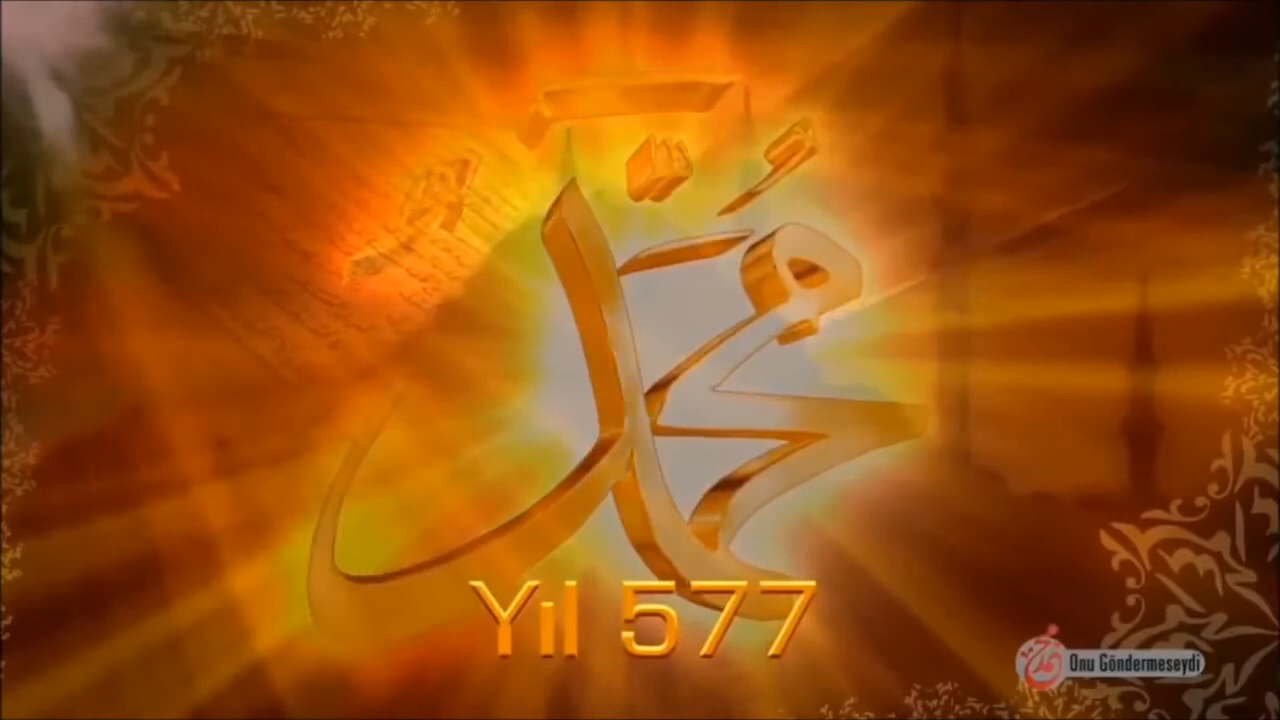 محمد
Yıl 577
Onu Göndermeseydi